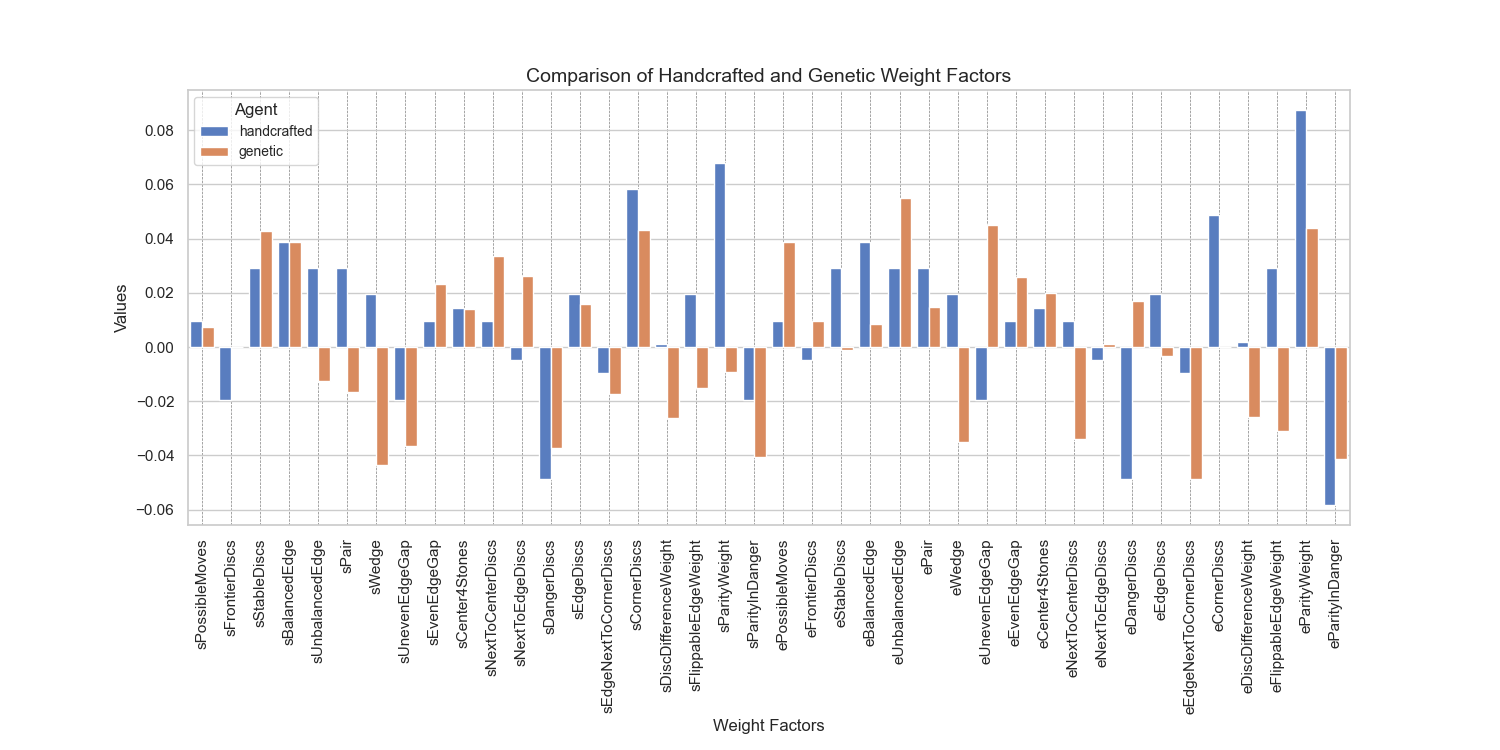 Comparison of Handcrafted and Genetic Weight Factors
Agent
handcrafted
genetic
0.08
0.06
0.04
0.02
0.00
−0.02
−0.04
−0.06
Values
sPossibleMoves
sFrontierDiscs
sStableDiscs
sBalancedEdge
sUnbalancedEdge
sPair
sWedge
sUnevenEdgeGap
sEvenEdgeGap
sCenter4Stones
sNextToCenterDiscs
sNextToEdgeDiscs
sDangerDiscs
sEdgeDiscs
sEdgeNextToCornerDiscs
sCornerDiscs
sDiscDifferenceWeight
sFlippableEdgeWeight
sParityWeight
sParityInDanger
ePossibleMoves
eFrontierDiscs
eStableDiscs
eBalancedEdge
eUnbalancedEdge
ePair
eWedge
eUnevenEdgeGap
eEvenEdgeGap
eCenter4Stones
eNextToCenterDiscs
eNextToEdgeDiscs
eDangerDiscs
eEdgeDiscs
eEdgeNextToCornerDiscs
eCornerDiscs
eDiscDifferenceWeight
eFlippableEdgeWeight
eParityWeight
eParityInDanger
Weight Factors